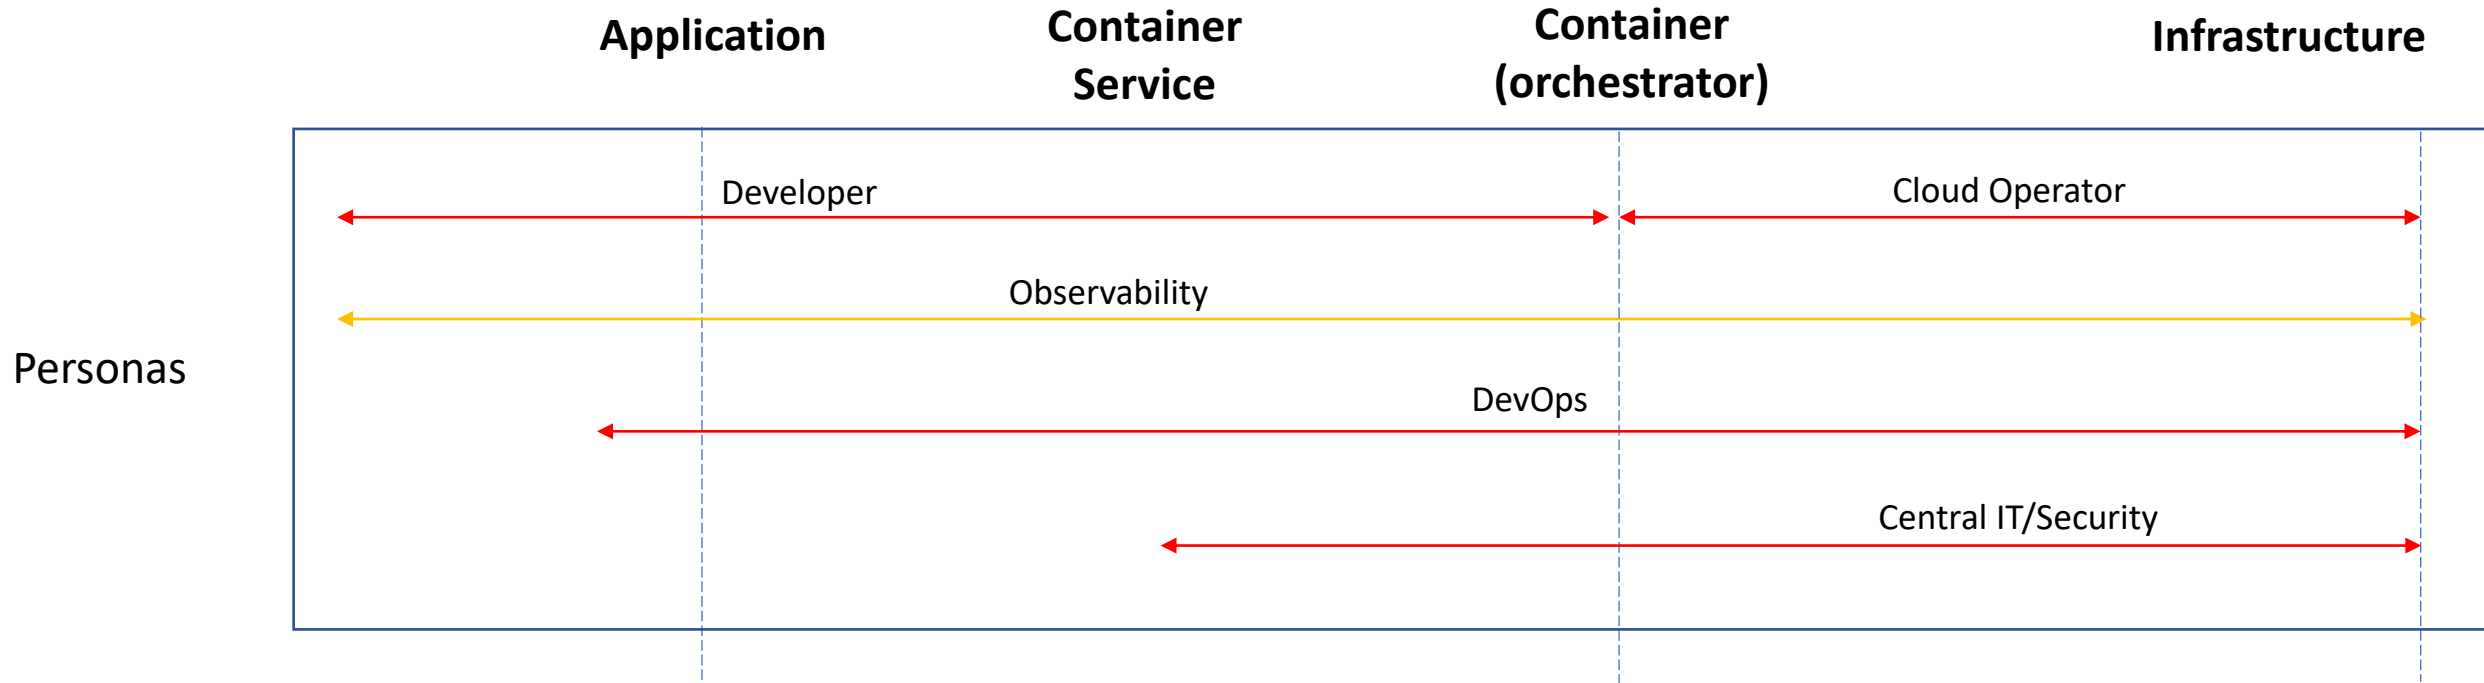 Application
Container
Service
Container
(orchestrator)
Infrastructure
Developer
Cloud Operator
Observability
Personas
DevOps
Central IT/Security